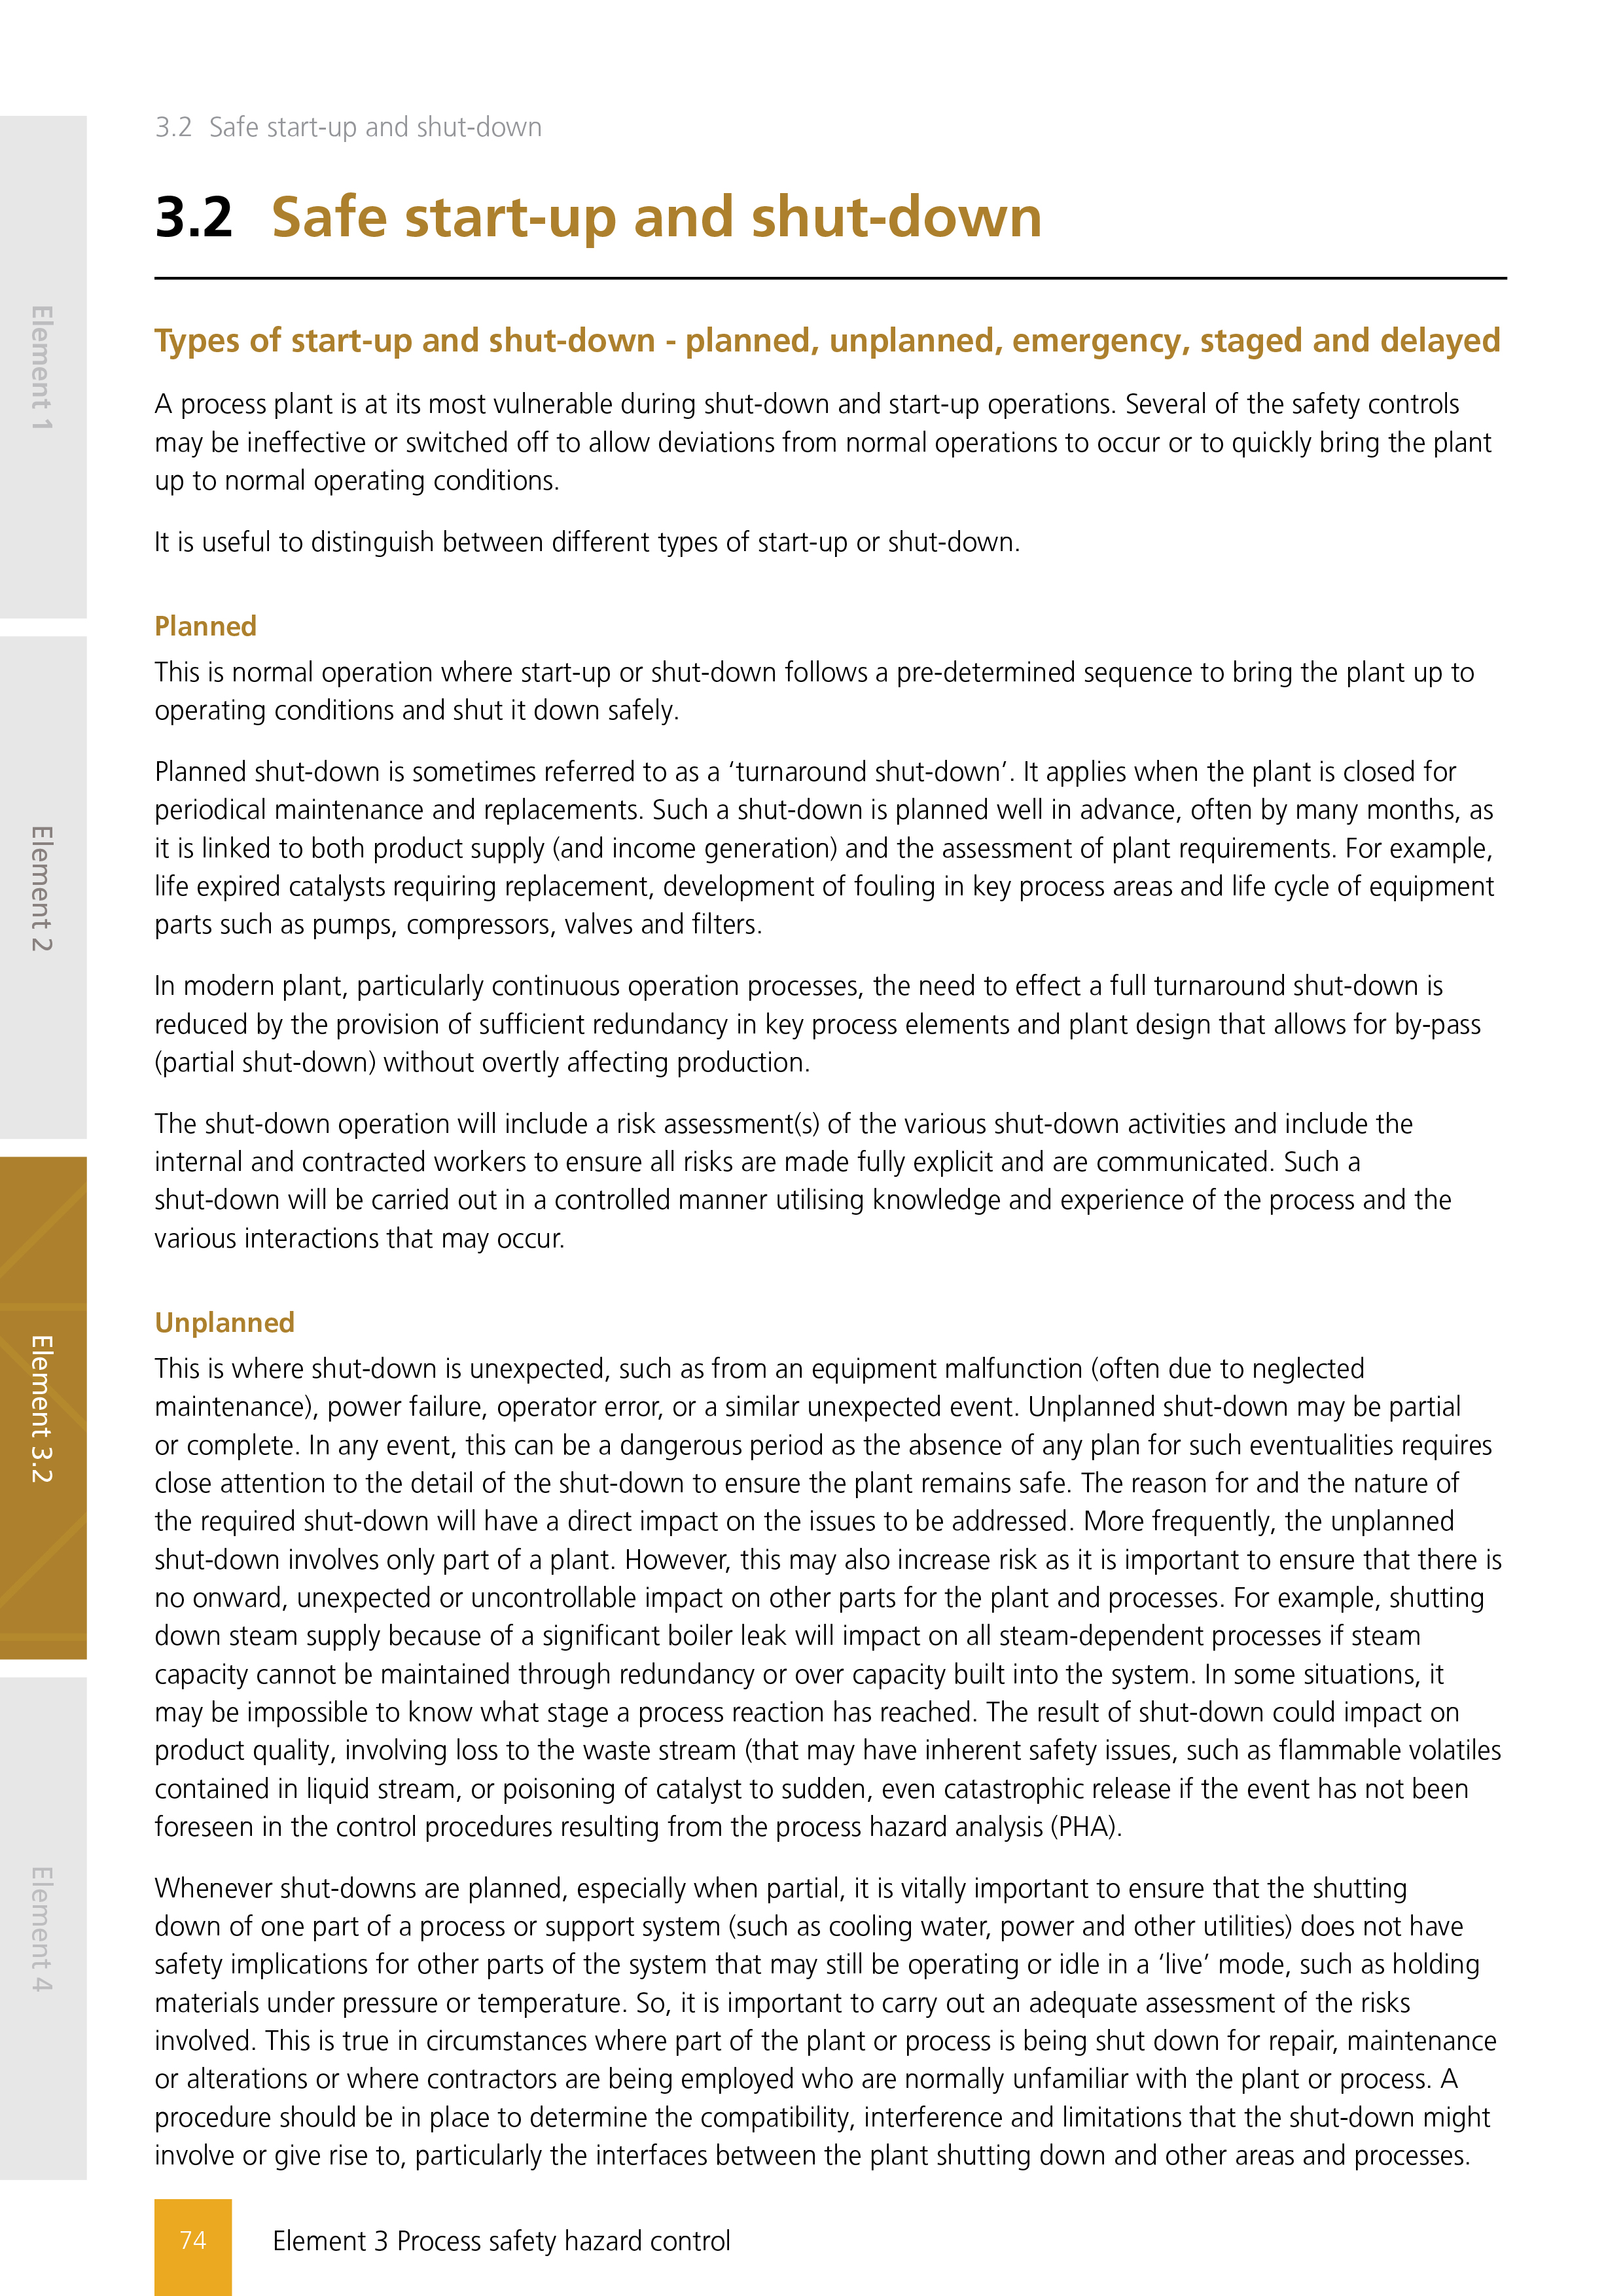 3.2 Safe start-up and shut-down
3.2 Safe start-up and shut-down
Types of start-up and shut-down - planned, unplanned, emergency, staged and delayed
A process plant is at its most vulnerable during shut-down and start-up operations. Several of the safety controls
may be ineffective or switched off to allow deviations from normal operations to occur or to quickly bring the plant
up to normal operating conditions.
It is useful to distinguish between different types of start-up or shut-down.
Planned
This is normal operation where start-up or shut-down follows a pre-determined sequence to bring the plant up to
operating conditions and shut it down safely.
Planned shut-down is sometimes referred to as a ‘turnaround shut-down’. It applies when the plant is closed for
periodical maintenance and replacements. Such a shut-down is planned well in advance, often by many months, as
it is linked to both product supply (and income generation) and the assessment of plant requirements. For example,
life expired catalysts requiring replacement, development of fouling in key process areas and life cycle of equipment
parts such as pumps, compressors, valves and filters.
In modern plant, particularly continuous operation processes, the need to effect a full turnaround shut-down is
reduced by the provision of sufficient redundancy in key process elements and plant design that allows for by-pass
(partial shut-down) without overtly affecting production.
The shut-down operation will include a risk assessment(s) of the various shut-down activities and include the
internal and contracted workers to ensure all risks are made fully explicit and are communicated. Such a
shut-down will be carried out in a controlled manner utilising knowledge and experience of the process and the
various interactions that may occur.
Unplanned
This is where shut-down is unexpected, such as from an equipment malfunction (often due to neglected
maintenance), power failure, operator error, or a similar unexpected event. Unplanned shut-down may be partial
or complete. In any event, this can be a dangerous period as the absence of any plan for such eventualities requires
close attention to the detail of the shut-down to ensure the plant remains safe. The reason for and the nature of
the required shut-down will have a direct impact on the issues to be addressed. More frequently, the unplanned
shut-down involves only part of a plant. However, this may also increase risk as it is important to ensure that there is
no onward, unexpected or uncontrollable impact on other parts for the plant and processes. For example, shutting
down steam supply because of a significant boiler leak will impact on all steam-dependent processes if steam
capacity cannot be maintained through redundancy or over capacity built into the system. In some situations, it
may be impossible to know what stage a process reaction has reached. The result of shut-down could impact on
product quality, involving loss to the waste stream (that may have inherent safety issues, such as flammable volatiles
contained in liquid stream, or poisoning of catalyst to sudden, even catastrophic release if the event has not been
foreseen in the control procedures resulting from the process hazard analysis (PHA).
Whenever shut-downs are planned, especially when partial, it is vitally important to ensure that the shutting
down of one part of a process or support system (such as cooling water, power and other utilities) does not have
safety implications for other parts of the system that may still be operating or idle in a ‘live’ mode, such as holding
materials under pressure or temperature. So, it is important to carry out an adequate assessment of the risks
involved. This is true in circumstances where part of the plant or process is being shut down for repair, maintenance
or alterations or where contractors are being employed who are normally unfamiliar with the plant or process. A
procedure should be in place to determine the compatibility, interference and limitations that the shut-down might
involve or give rise to, particularly the interfaces between the plant shutting down and other areas and processes.
74 Element 3 Process safety hazard control
Element 1
Element 2
Element 3.2
Element 4